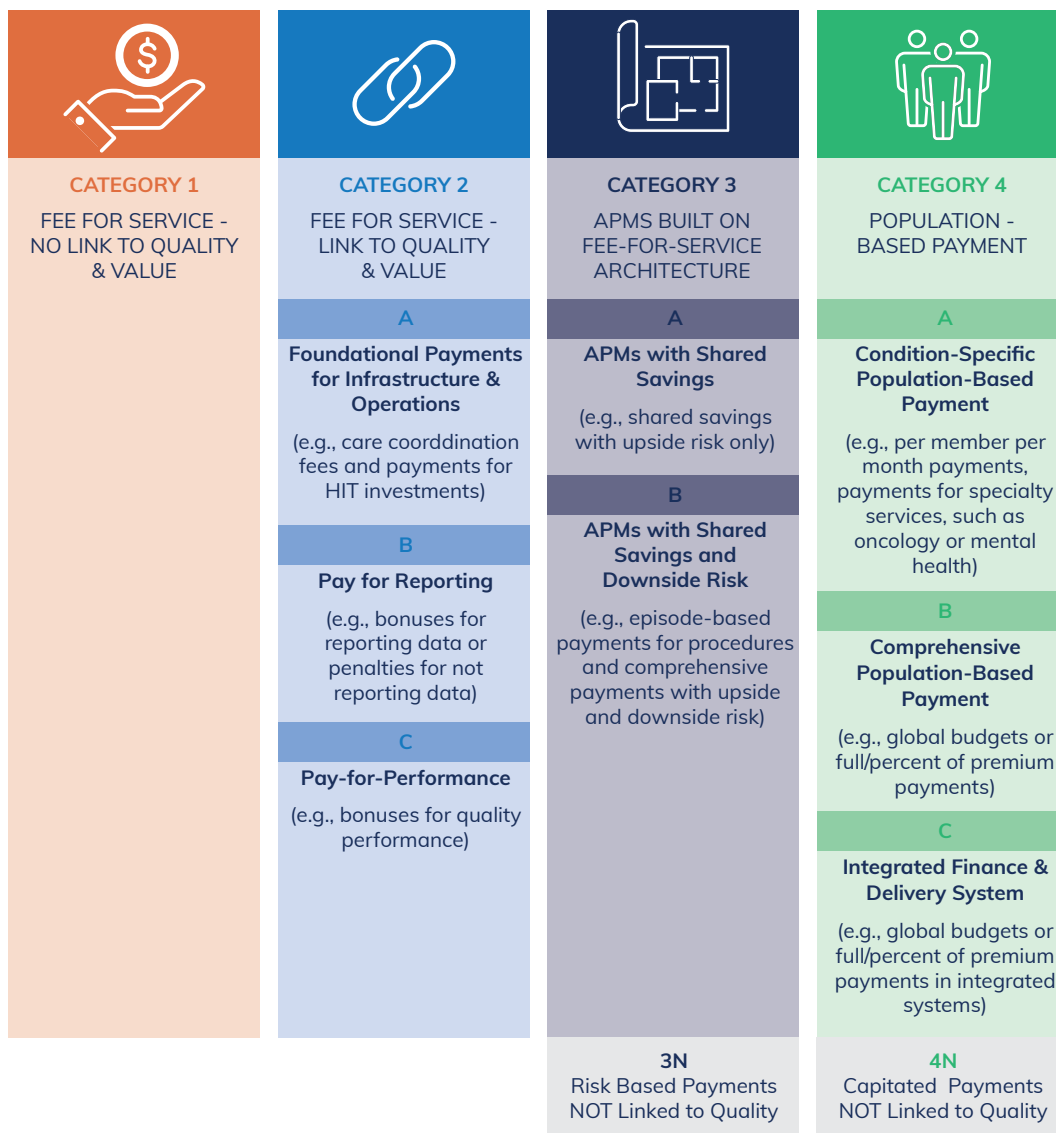 $
CATEGORY 1
FEE FOR SERVICE -
NO LINK TO QUALITY
& VALUE
CATEGORY 2
FEE FOR SERVICE -
LINK TO QUALITY
& VALUE
A
Foundational Payments
for Infrastructure &
Operations
(e.g., care coorddination
fees and payments for
HIT investments)
B
Pay for Reporting
(e.g., bonuses for
reporting data or
penalties for not
reporting data)
C
Pay-for-Performance
(e.g., bonuses for quality
performance)
CATEGORY 3
APMS BUILT ON
FEE-FOR-SERVICE
ARCHITECTURE
A
APMs with Shared
Savings
(e.g., shared savings
with upside risk only)
B
APMs with Shared
Savings and
Downside Risk
(e.g., episode-based
payments for procedures
and comprehensive
payments with upside
and downside risk)
3N
Risk Based Payments
NOT Linked to Quality
CATEGORY 4
POPULATION -
BASED PAYMENT
A
Condition-Specific
Population-Based
Payment
(e.g., per member per
month payments,
payments for specialty
services, such as
oncology or mental
health)
B
Comprehensive
Population-Based
Payment
(e.g., global budgets or
full/percent of premium
payments)
C
Integrated Finance &
Delivery System
(e.g., global budgets or
full/percent of premium
payments in integrated
systems)
4N
Capitated Payments
NOT Linked to Quality